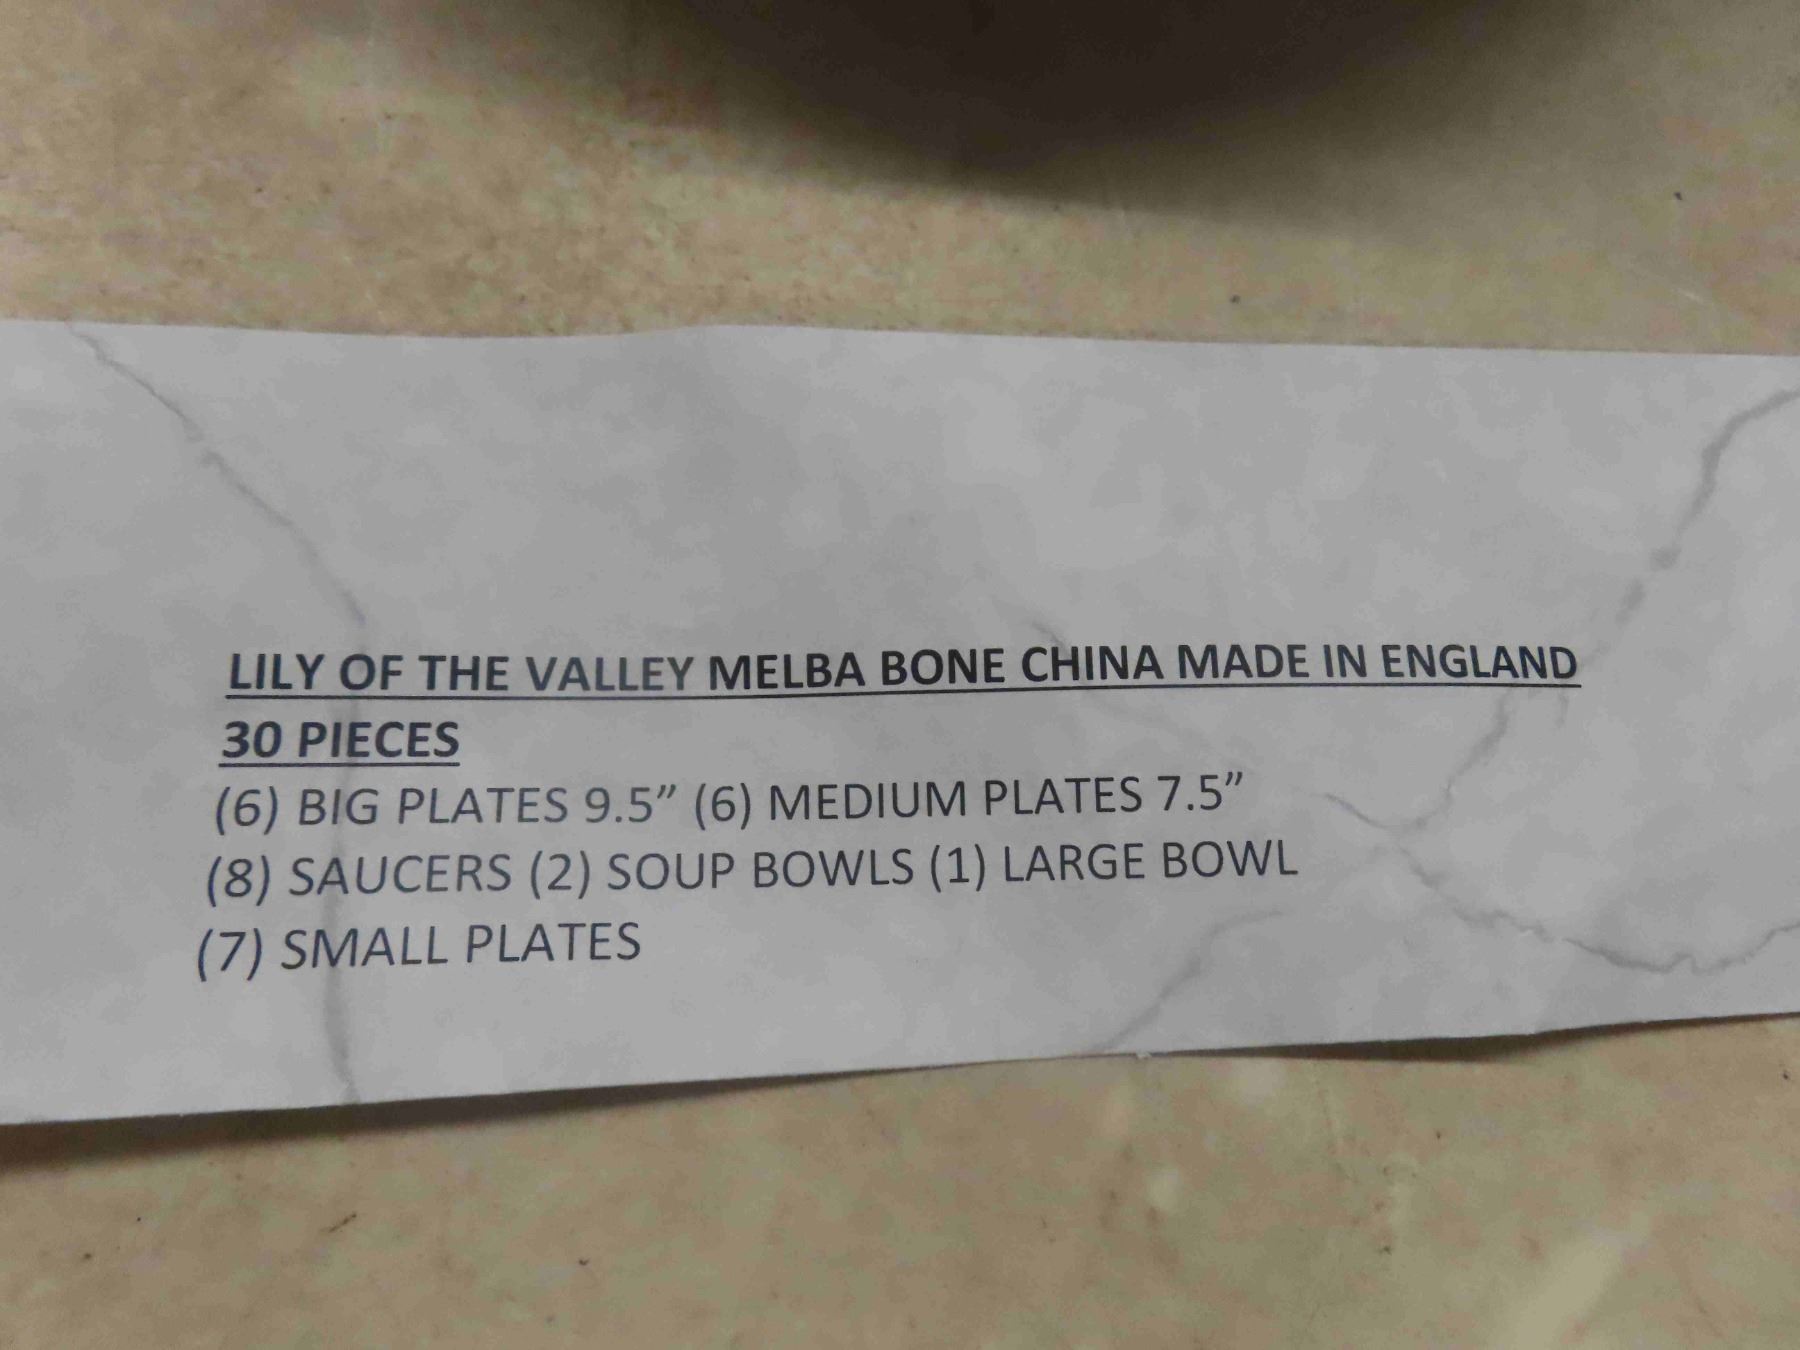 LILY OF THE VALLEY MELBA BONE CHINA MADE IN ENGLAND
30 PIECES
(6) BIG PLATES 9.5” (6) MEDIUM PLATES 7.5”
(8) SAUCERS (2) SOUP BOWLS (1) LARGE BOWL
(7) SMALL PLATES